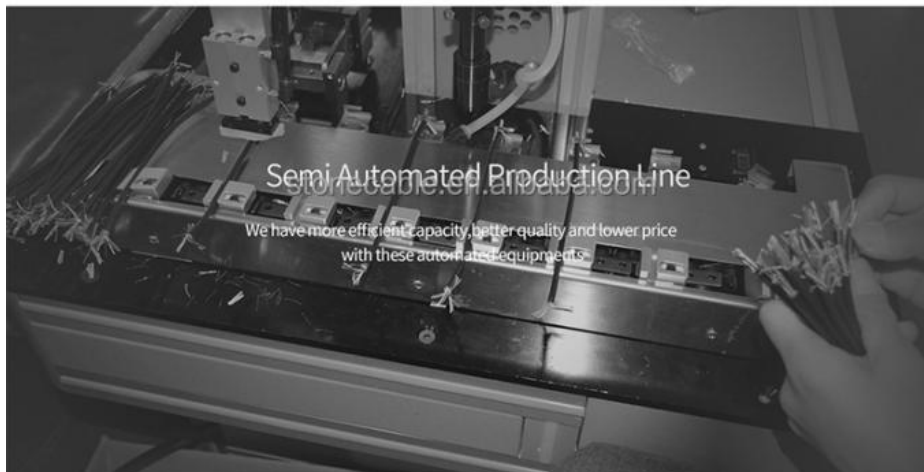 Semi Automated Production Line
stonecable.en.alibaba.com
We have more efficient capacity,better quality and lower price
with these automated equipments